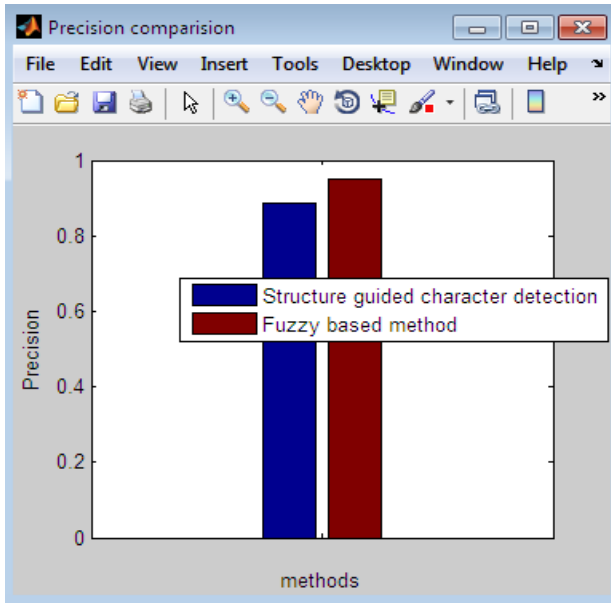 Precision comparision
File Edit View Insert Tools Desktop Window Help
1
0.8
0.6
0.4
0.2
0
Precision
Structure guided character detection
Fuzzy based method
methods